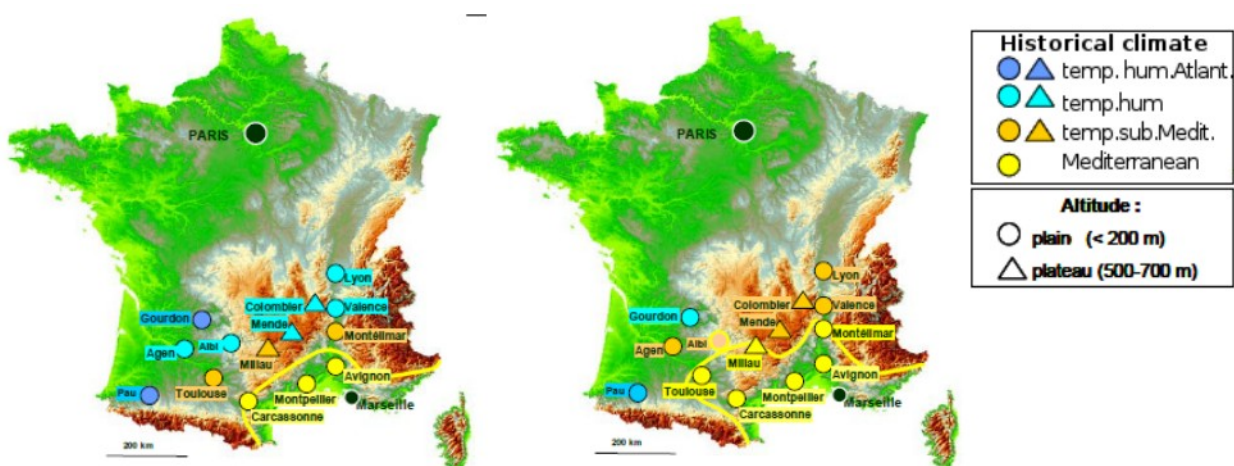 PARIS
Lyon
Colombier
Valence
Gourdon
Mende
Montélimar
Albi
Agen
Millau
Avignon
Toulouse
Pau
Montpellier
Marseille
Carcassonne
200 km
PARIS
Lyon
Colombier
Valence
Gourdon
Mende
Montélimar
Albi
Agen
Millau
Avignon
Toulouse
Pau
Montpellier
Marseille
Carcassonne
200 km
Historical climate
temp. hum.Atlant.
temp.hum
temp.sub.Medit.
Mediterranean
Altitude :
plain (< 200 m)
plateau (500-700 m)